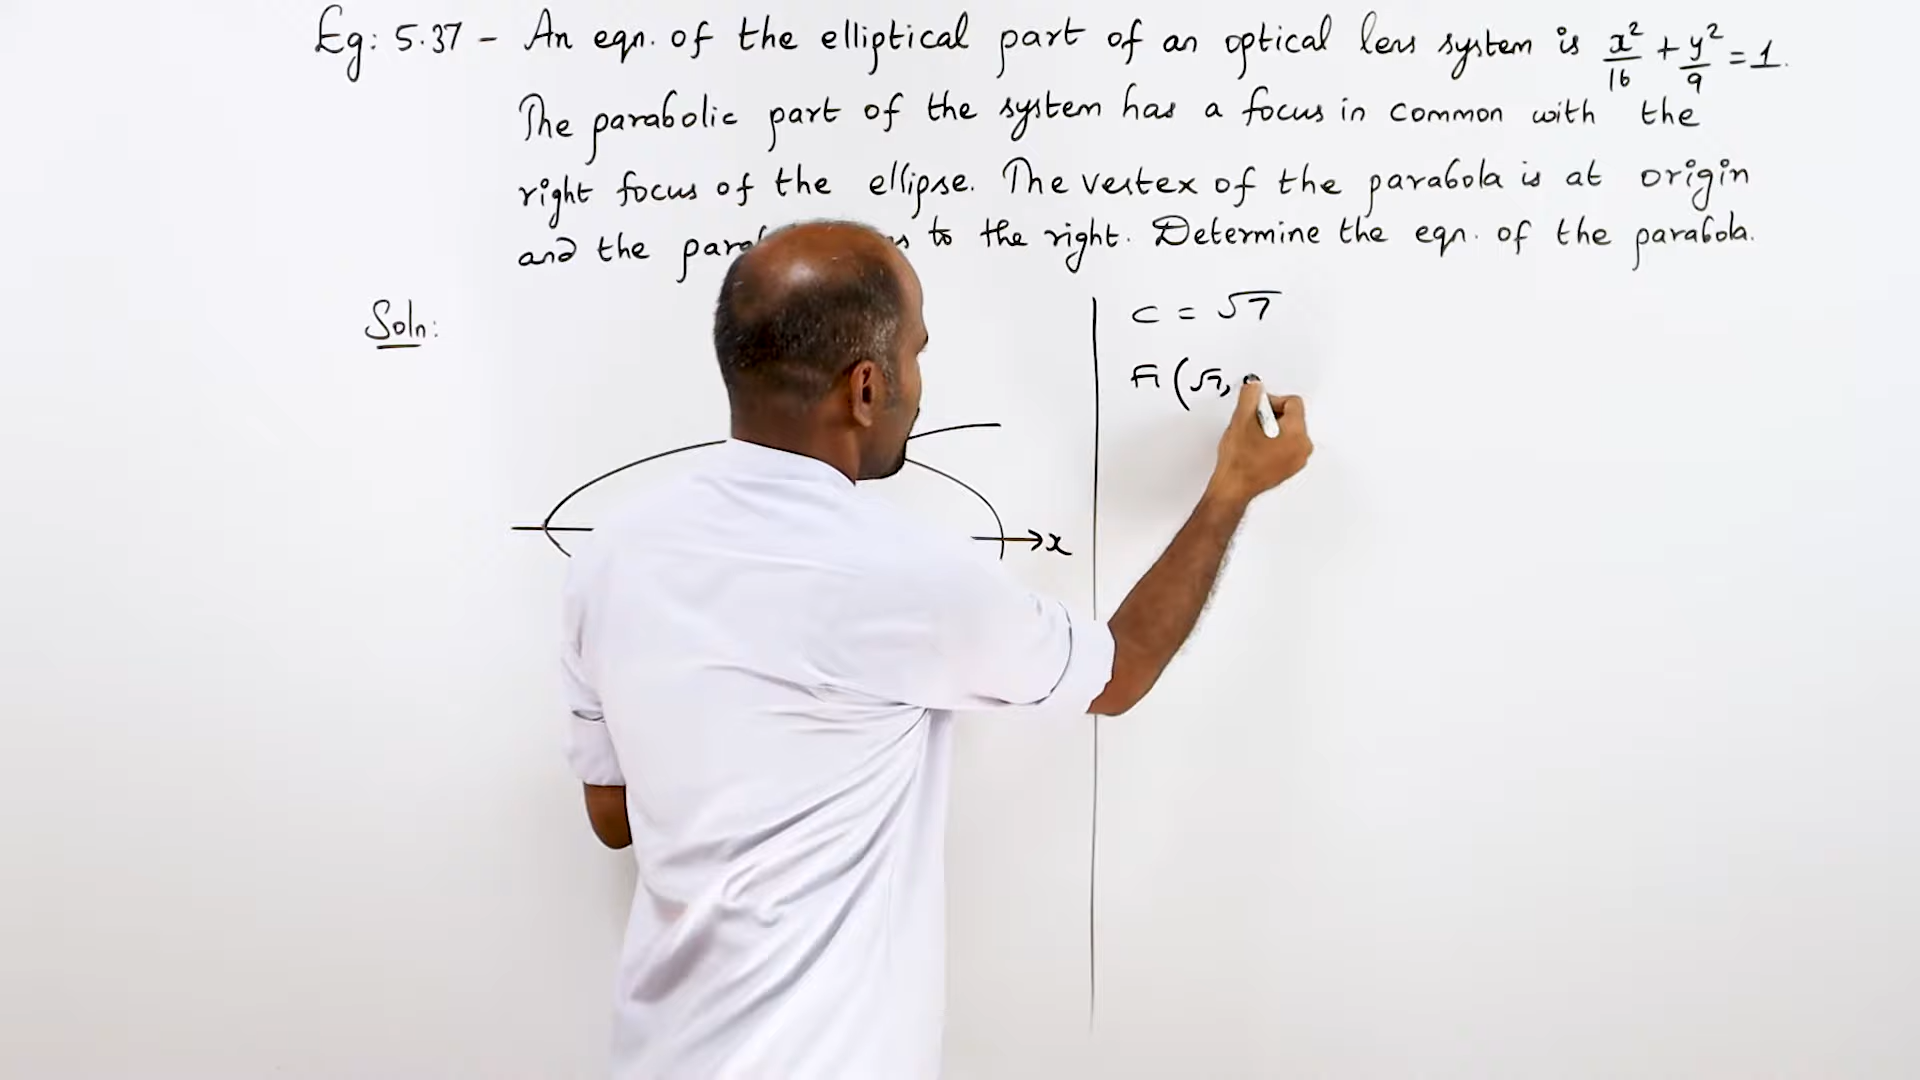 Eg: 5.37 - An eqn. of the elliptical part of an optical lens system is x²/16 + y²/9 = 1.
The parabolic part of the system has a focus in common with the
right focus of the ellipse. The vertex of the parabola is at origin
and the to the right. Determine the eqn. of the parabola.
Soln:
c = √7
F₁ (√7,
x